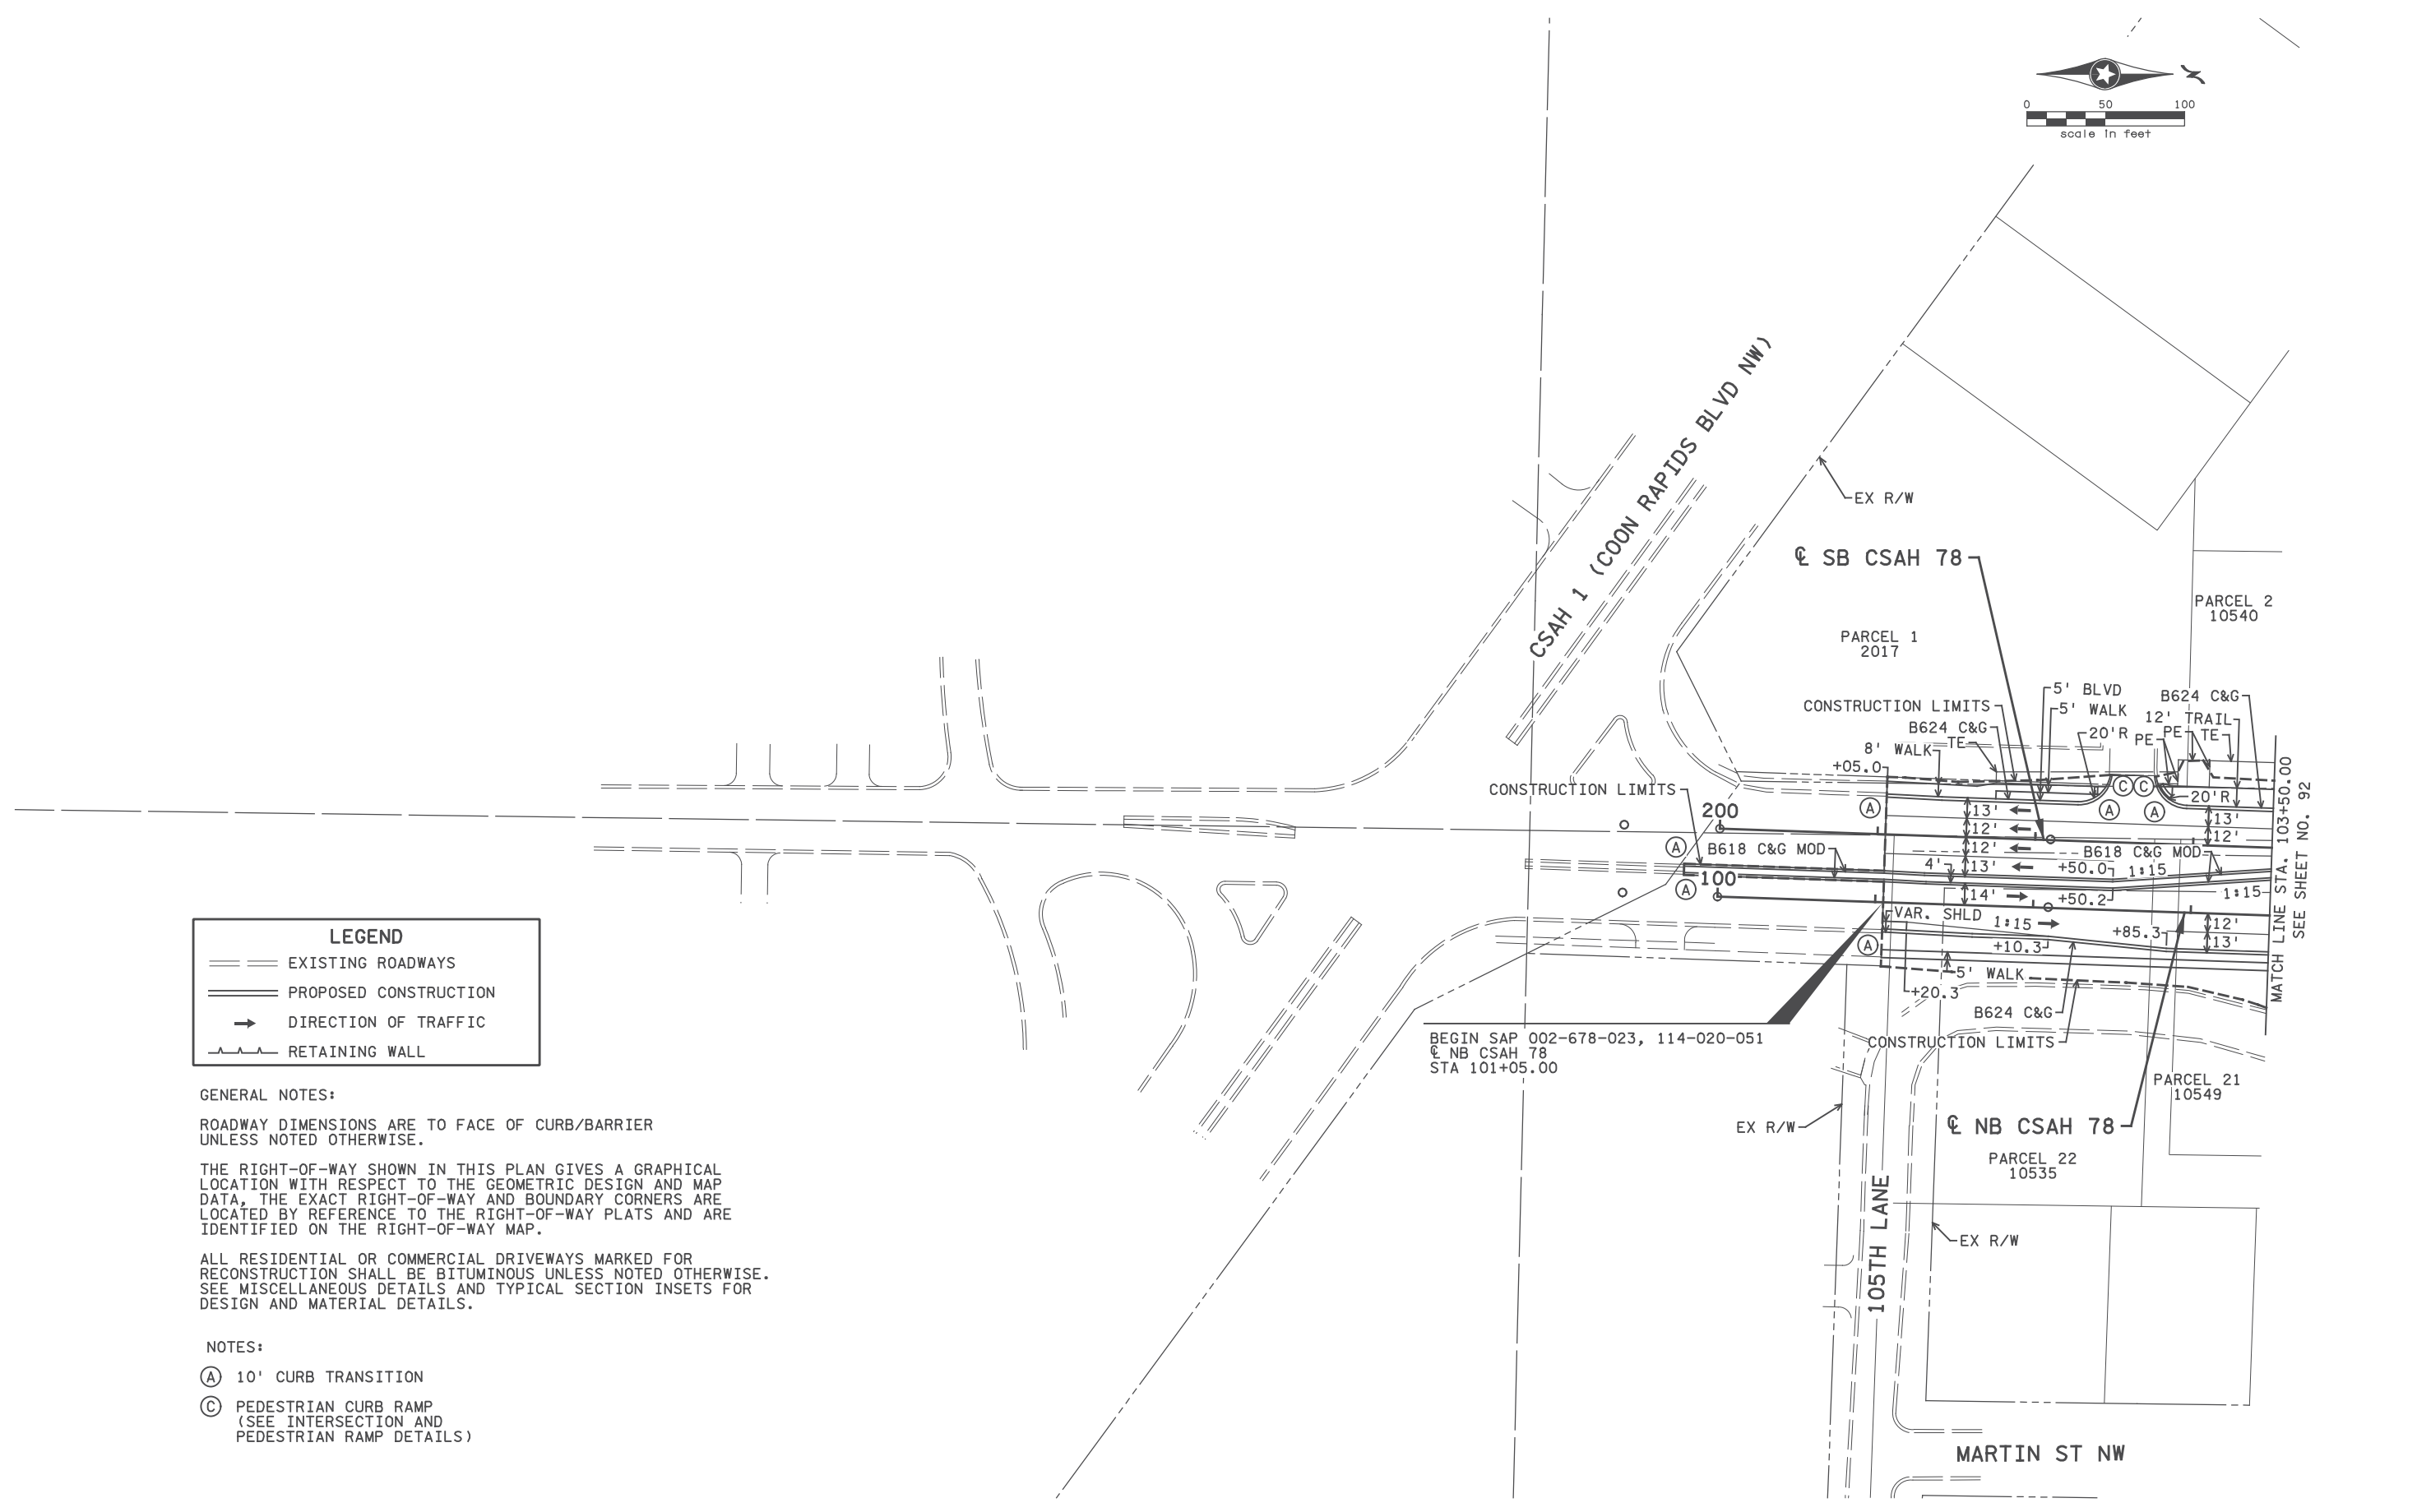 N
0 50 100
scale in feet
CSAH 1 (COON RAPIDS BLVD NW)
EX R/W
℄ SB CSAH 78
PARCEL 2
10540
PARCEL 1
2017
5' BLVD
B624 C&G
CONSTRUCTION LIMITS
5' WALK
12' TRAIL
B624 C&G
20'R
PE
PE
TE
8' WALK
TE
+05.0
CONSTRUCTION LIMITS
C
C
20'R
A
A
A
200
13'
13'
12'
12'
A
B618 C&G MOD
12'
B618 C&G MOD
4'
13'
+50.0
1:15
100
A
14'
+50.2
1:15
VAR. SHLD
1:15
12'
+85.3
13'
A
+10.3
5' WALK
+20.3
B624 C&G
CONSTRUCTION LIMITS
MATCH LINE STA. 103+50.00
SEE SHEET NO. 92
BEGIN SAP 002-678-023, 114-020-051
℄ NB CSAH 78
STA 101+05.00
PARCEL 21
10549
EX R/W
℄ NB CSAH 78
PARCEL 22
10535
105TH LANE
EX R/W
MARTIN ST NW
LEGEND
EXISTING ROADWAYS
PROPOSED CONSTRUCTION
DIRECTION OF TRAFFIC
RETAINING WALL
GENERAL NOTES:
ROADWAY DIMENSIONS ARE TO FACE OF CURB/BARRIER
UNLESS NOTED OTHERWISE.
THE RIGHT-OF-WAY SHOWN IN THIS PLAN GIVES A GRAPHICAL
LOCATION WITH RESPECT TO THE GEOMETRIC DESIGN AND MAP
DATA, THE EXACT RIGHT-OF-WAY AND BOUNDARY CORNERS ARE
LOCATED BY REFERENCE TO THE RIGHT-OF-WAY PLATS AND ARE
IDENTIFIED ON THE RIGHT-OF-WAY MAP.
ALL RESIDENTIAL OR COMMERCIAL DRIVEWAYS MARKED FOR
RECONSTRUCTION SHALL BE BITUMINOUS UNLESS NOTED OTHERWISE.
SEE MISCELLANEOUS DETAILS AND TYPICAL SECTION INSETS FOR
DESIGN AND MATERIAL DETAILS.
NOTES:
A 10' CURB TRANSITION
C PEDESTRIAN CURB RAMP
(SEE INTERSECTION AND
PEDESTRIAN RAMP DETAILS)